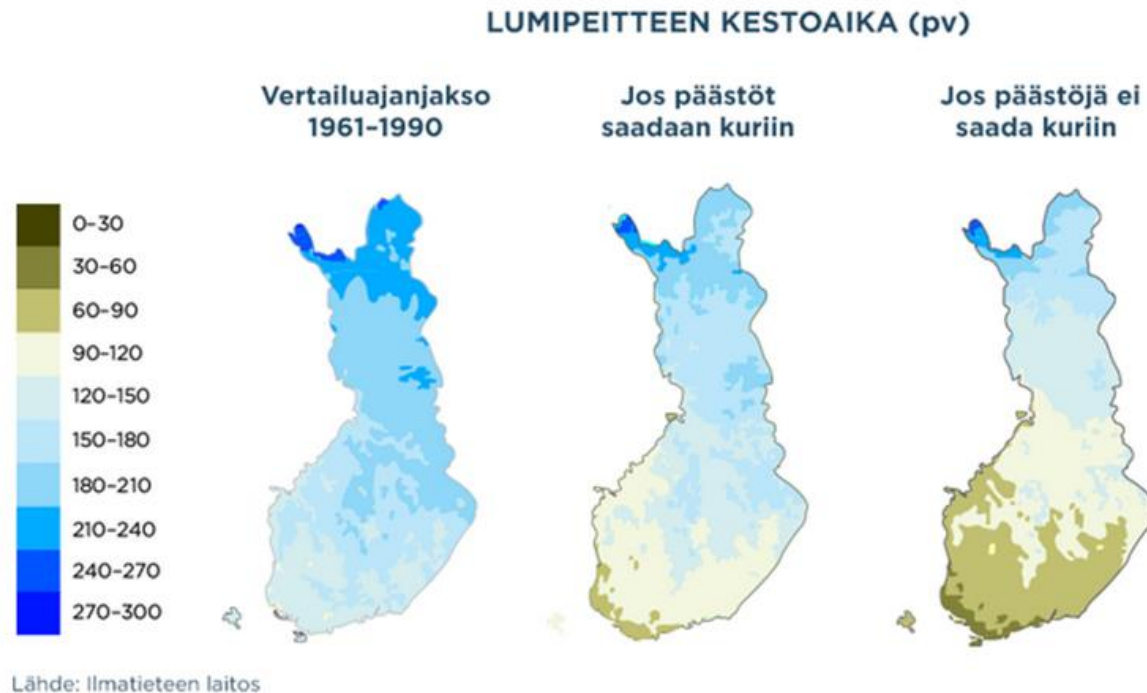 LUMIPEITTEEN KESTOAIKA (pv)
Vertailuajanjakso
1961–1990
Jos päästöt
saadaan kuriin
Jos päästöjä ei
saada kuriin
0–30
30–60
60–90
90–120
120–150
150–180
180–210
210–240
240–270
270–300
Lähde: Ilmatieteen laitos